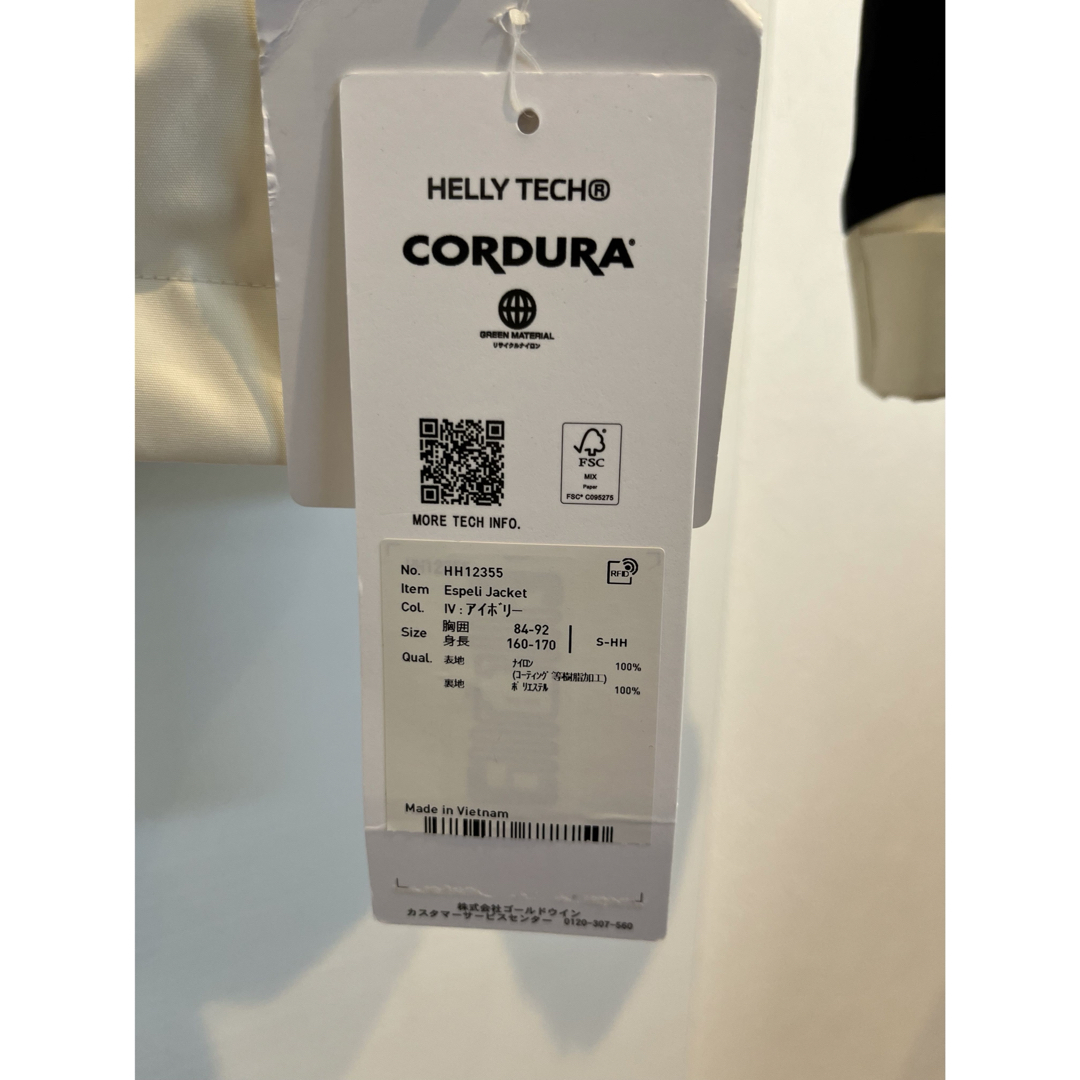 HELLY TECH®
CORDURA®
GREEN MATERIAL
リサイクルナイロン
FSC
MIX
Paper
FSC® C095275
MORE TECH INFO.
No. HH12355
RFID
Item Espeli Jacket
Col. IV : アイボリー
Size 胸囲 84-92
身長 160-170 S-HH
Qual. 表地 ナイロン 100%
(コーティング等樹脂加工)
裏地 ポリエステル 100%
Made in Vietnam
株式会社ゴールドウイン
カスタマーサービスセンター 0120-307-560